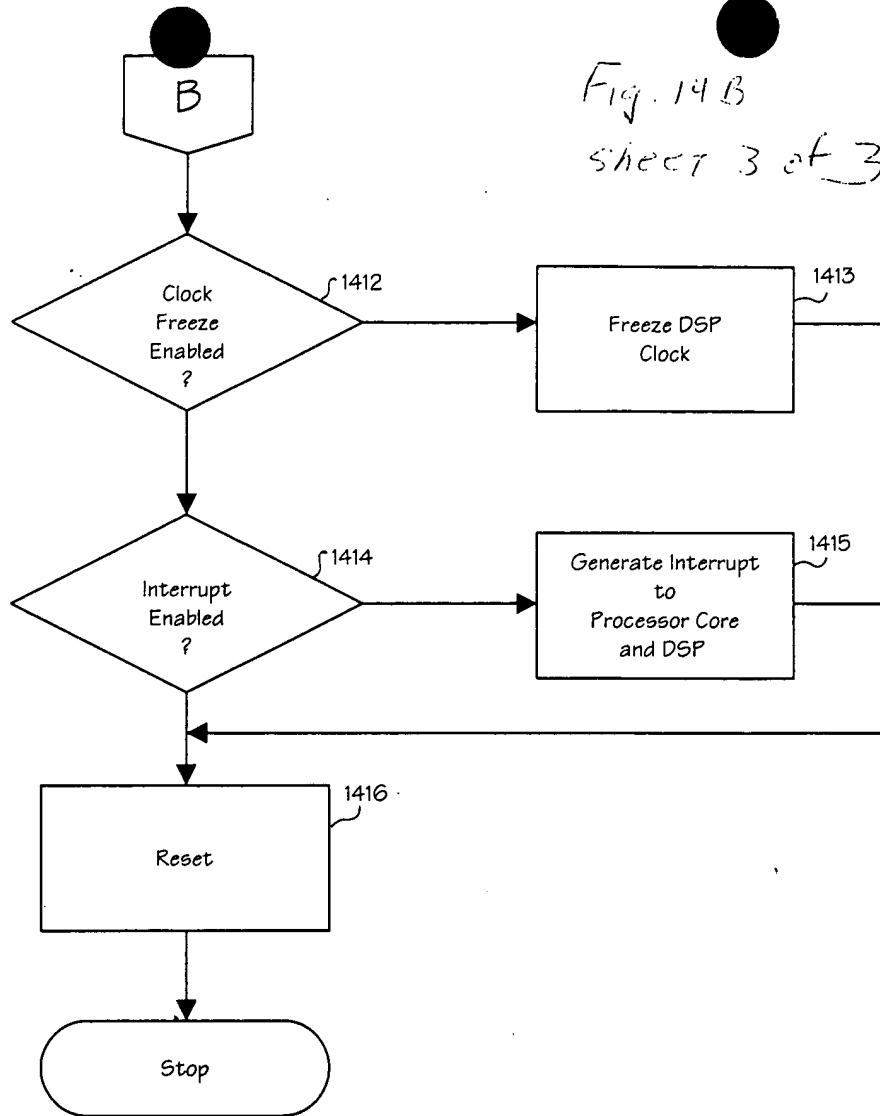 B
Fig. 14B
sheet 3 of 3
1412
Clock
Freeze
Enabled
?
1413
Freeze DSP
Clock
1414
Interrupt
Enabled
?
1415
Generate Interrupt
to
Processor Core
and DSP
1416
Reset
Stop